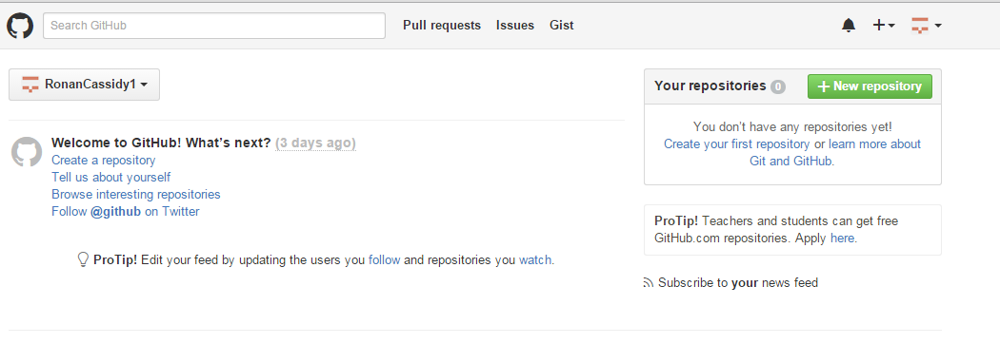 Search GitHub
Pull requests Issues Gist
RonanCassidy1
Welcome to GitHub! What's next? (3 days ago)
Create a repository
Tell us about yourself
Browse interesting repositories
Follow @github on Twitter
ProTip! Edit your feed by updating the users you follow and repositories you watch.
Your repositories 0
New repository
You don't have any repositories yet!
Create your first repository or learn more about
Git and GitHub.
ProTip! Teachers and students can get free
GitHub.com repositories. Apply here.
Subscribe to your news feed